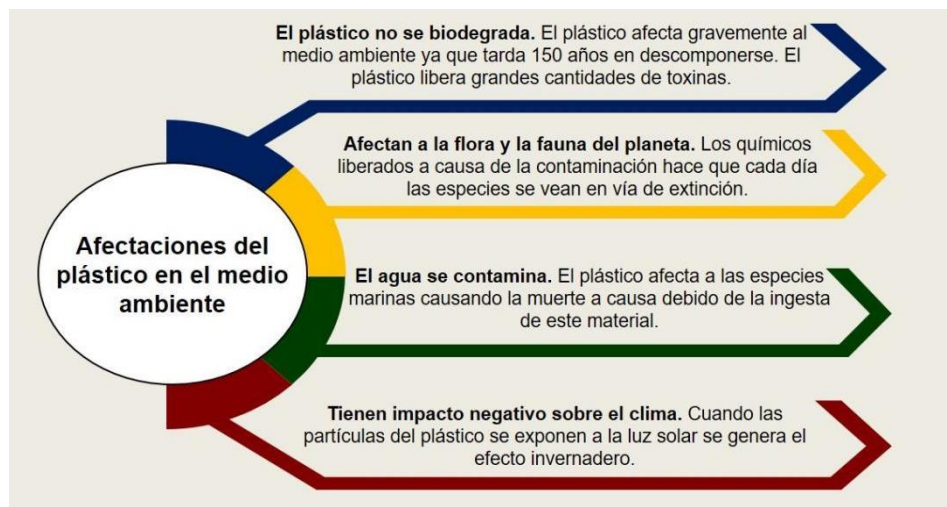 El plástico no se biodegrada. El plástico afecta gravemente al
medio ambiente ya que tarda 150 años en descomponerse. El
plástico libera grandes cantidades de toxinas.
Afectan a la flora y la fauna del planeta. Los químicos
liberados a causa de la contaminación hace que cada día
las especies se vean en vía de extinción.
Afectaciones del
plástico en el medio
ambiente
El agua se contamina. El plástico afecta a las especies
marinas causando la muerte a causa debido de la ingesta
de este material.
Tienen impacto negativo sobre el clima. Cuando las
partículas del plástico se exponen a la luz solar se genera el
efecto invernadero.